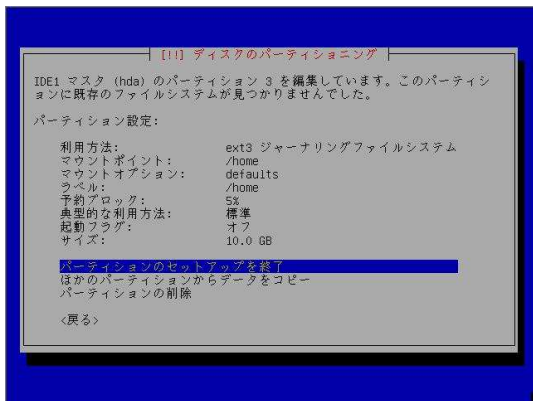 [!!] ディスクのパーティショニング
IDE1 マスタ (hda) のパーティション 3 を編集しています。このパーティシ
ョンに既存のファイルシステムが見つかりませんでした。
パーティション設定:
利用方法: ext3 ジャーナリングファイルシステム
マウントポイント: /home
マウントオプション: defaults
ラベル: /home
予約ブロック: 5%
典型的な利用方法: 標準
起動フラグ: オフ
サイズ: 10.0 GB
パーティションのセットアップを終了
ほかのパーティションからデータをコピー
パーティションの削除
<戻る>